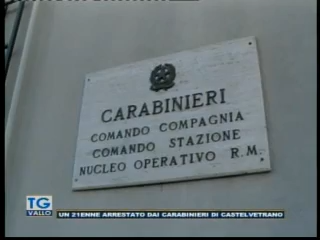 CARABINIERI
COMANDO COMPAGNIA
COMANDO STAZIONE
NUCLEO OPERATIVO R.M.
TG
VALLO
UN 21ENNE ARRESTATO DAI CARABINIERI DI CASTELVETRANO